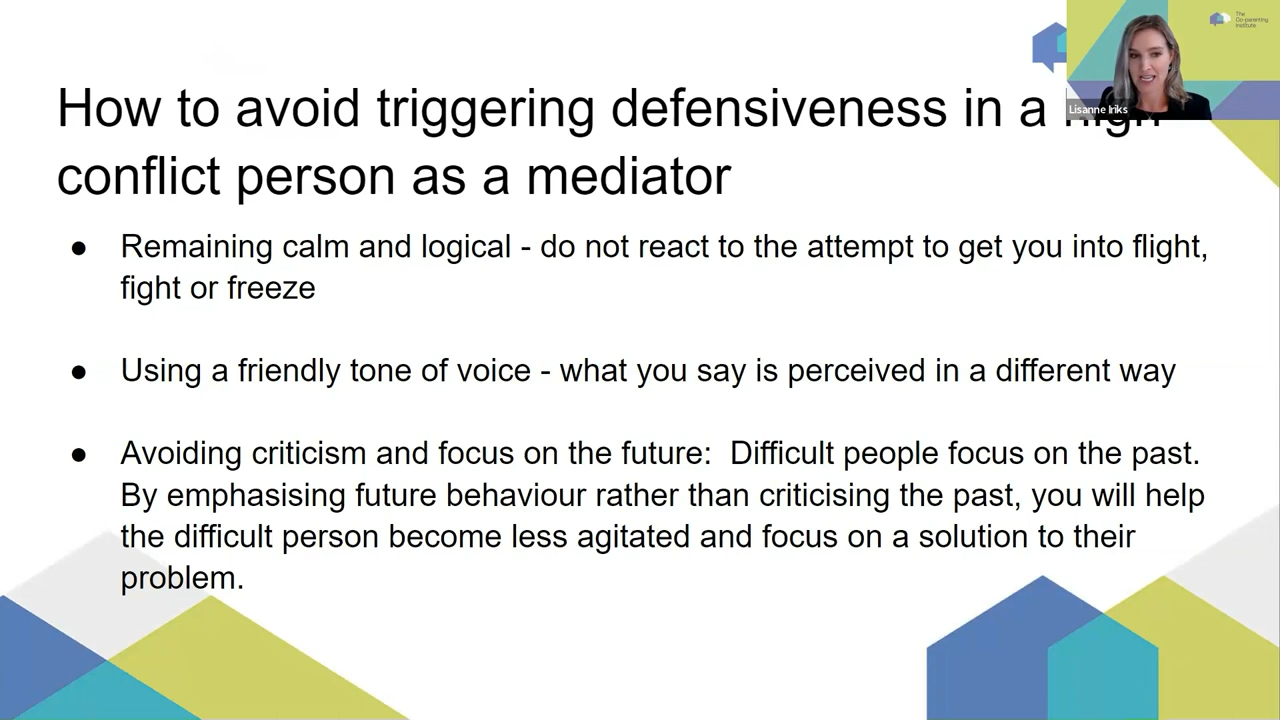 The
Co-parenting
Institute
Lisanne Iriks
How to avoid triggering defensiveness in a high
conflict person as a mediator
● Remaining calm and logical - do not react to the attempt to get you into flight,
fight or freeze
● Using a friendly tone of voice - what you say is perceived in a different way
● Avoiding criticism and focus on the future:  Difficult people focus on the past.
By emphasising future behaviour rather than criticising the past, you will help
the difficult person become less agitated and focus on a solution to their
problem.